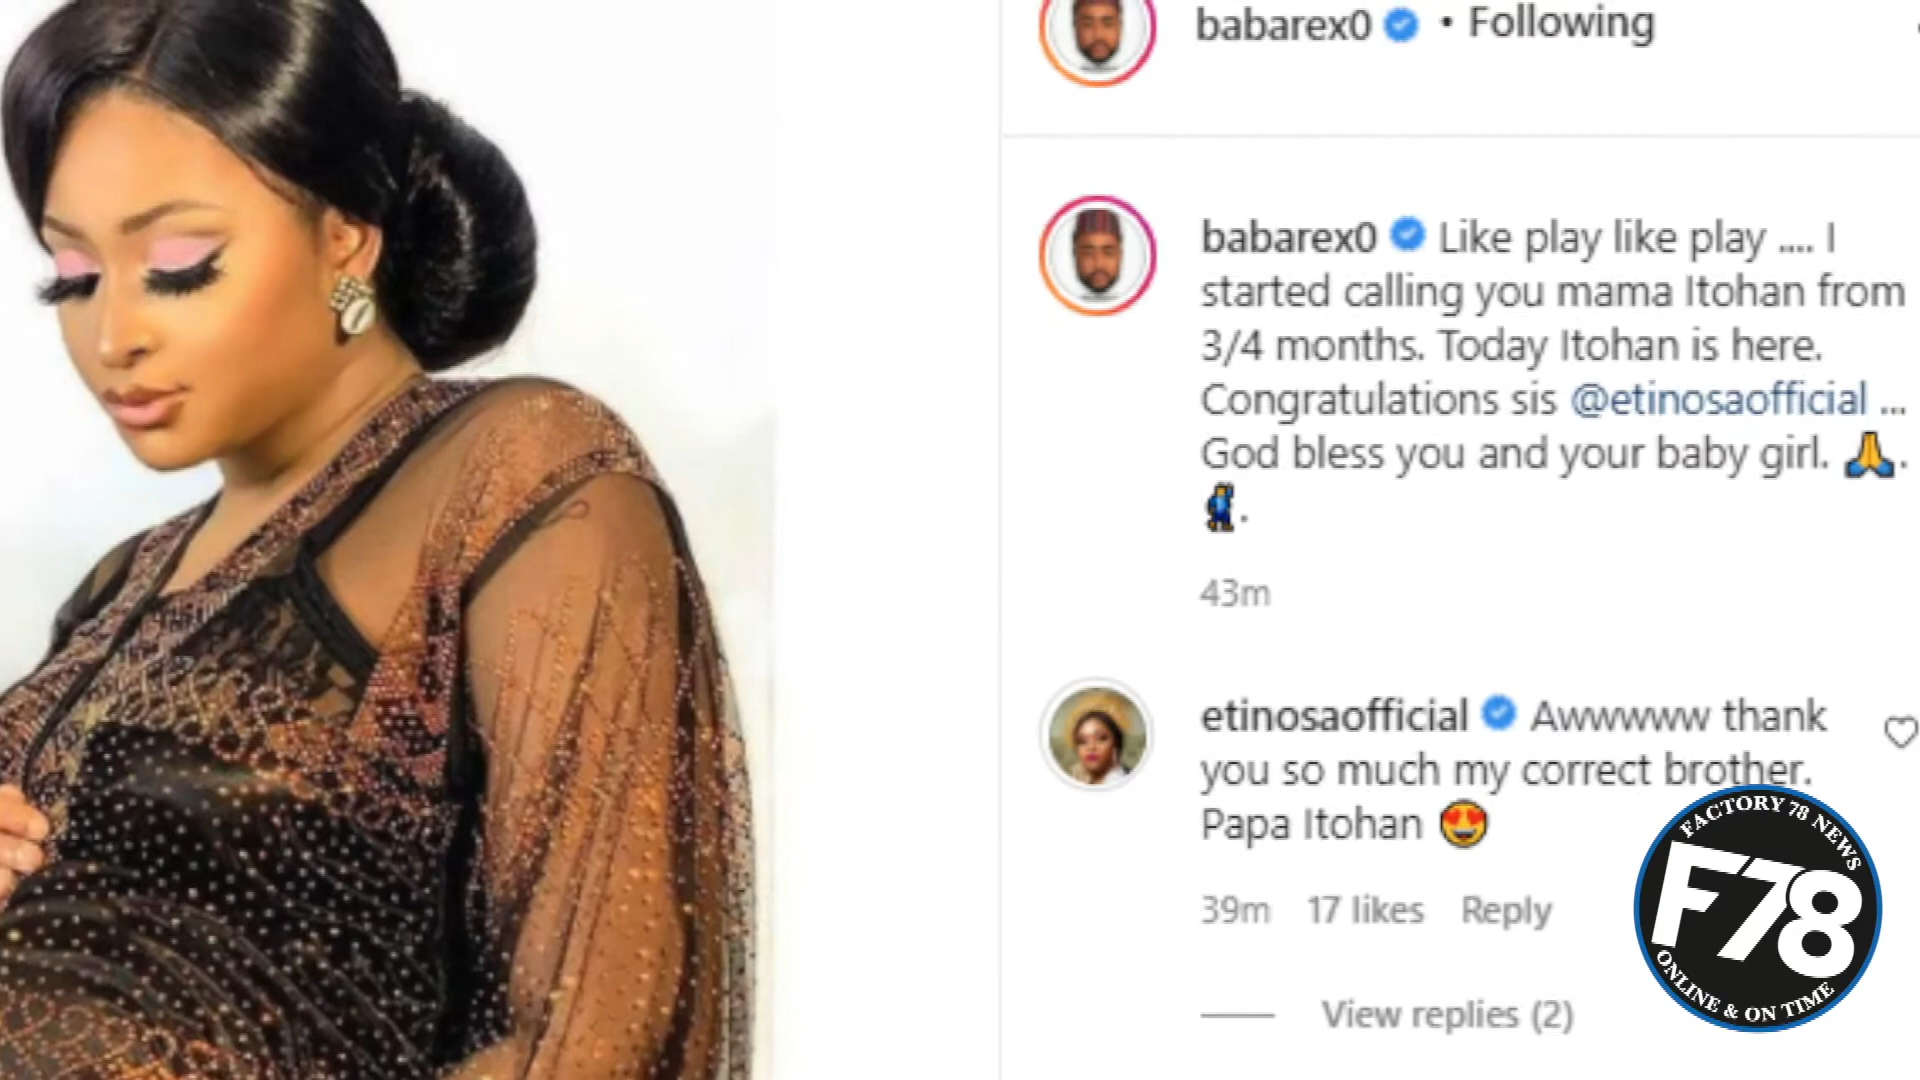 babarex0 • Following
babarex0 Like play like play .... I
started calling you mama Itohan from
3/4 months. Today Itohan is here.
Congratulations sis @etinosaofficial ...
God bless you and your baby girl. 🙏.
.
43m
etinosaofficial Awwwww thank
you so much my correct brother.
Papa Itohan 😍
39m 17 likes Reply
View replies (2)
FACTORY 78 NEWS
F78
ONLINE & ON TIME